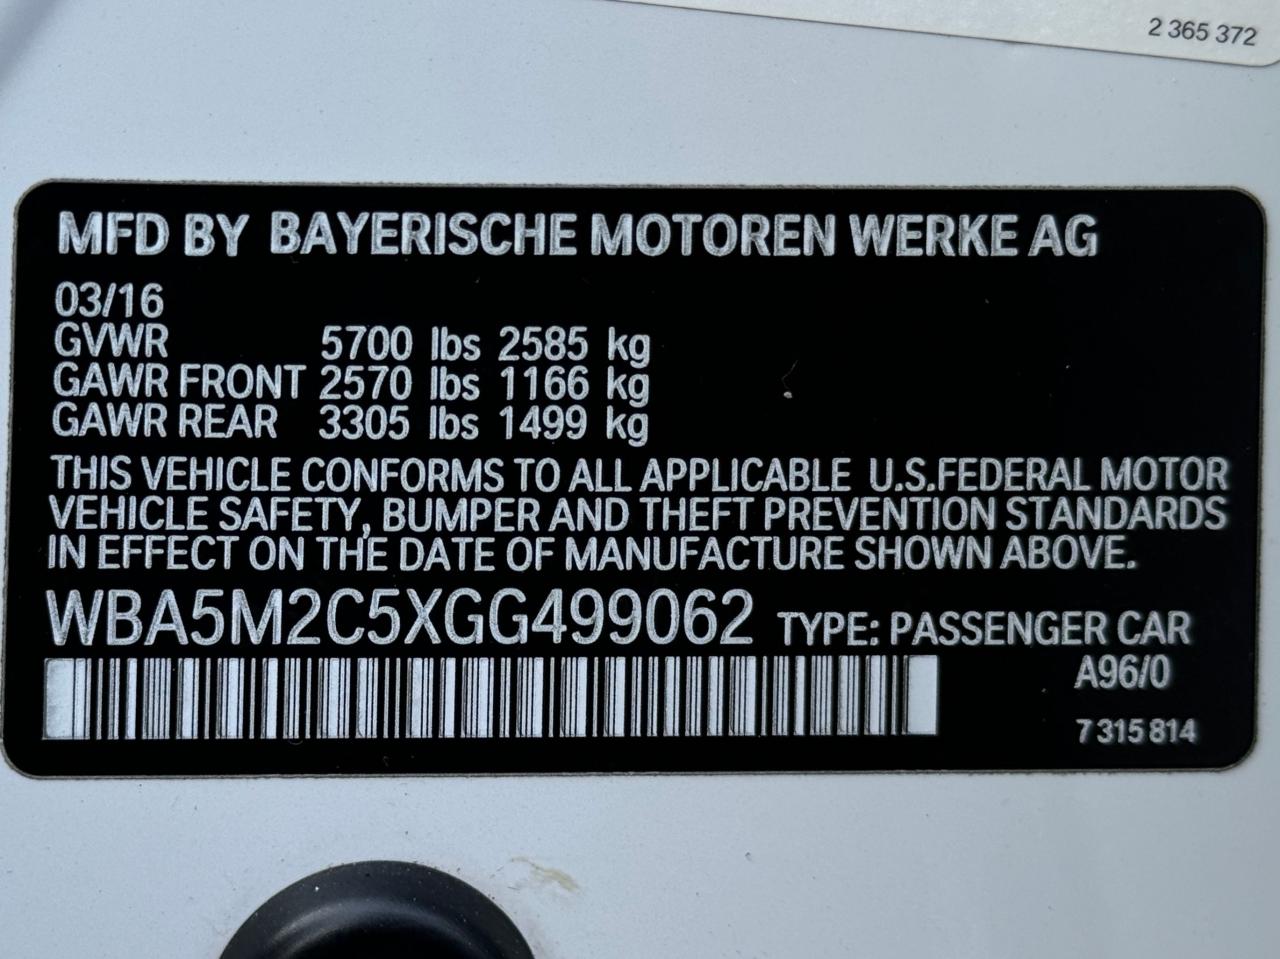 2 365 372
MFD BY BAYERISCHE MOTOREN WERKE AG
03/16
GVWR 5700 lbs 2585 kg
GAWR FRONT 2570 lbs 1166 kg
GAWR REAR 3305 lbs 1499 kg
THIS VEHICLE CONFORMS TO ALL APPLICABLE U.S.FEDERAL MOTOR
VEHICLE SAFETY, BUMPER AND THEFT PREVENTION STANDARDS
IN EFFECT ON THE DATE OF MANUFACTURE SHOWN ABOVE.
WBA5M2C5XGG499062 TYPE: PASSENGER CAR
A96/0
7 315 814